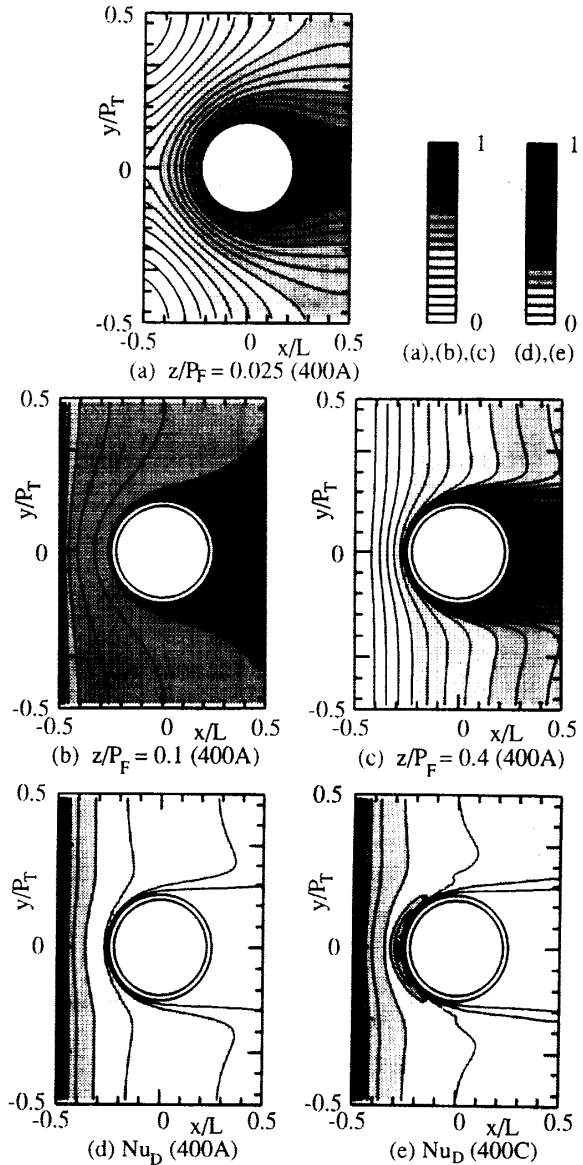 0.5
y/P_T
0
-0.5
-0.5 x/L 0.5
(a) z/P_F = 0.025 (400A)
1 1
0 0
(a),(b),(c) (d),(e)
0.5 0.5
y/P_T y/P_T
0 0
-0.5 -0.5
-0.5 0 x/L 0.5 -0.5 0 x/L 0.5
(b) z/P_F = 0.1 (400A) (c) z/P_F = 0.4 (400A)
0.5 0.5
y/P_T y/P_T
0 0
-0.5 -0.5
-0.5 0 x/L 0.5 -0.5 0 x/L 0.5
(d) Nu_D (400A) (e) Nu_D (400C)